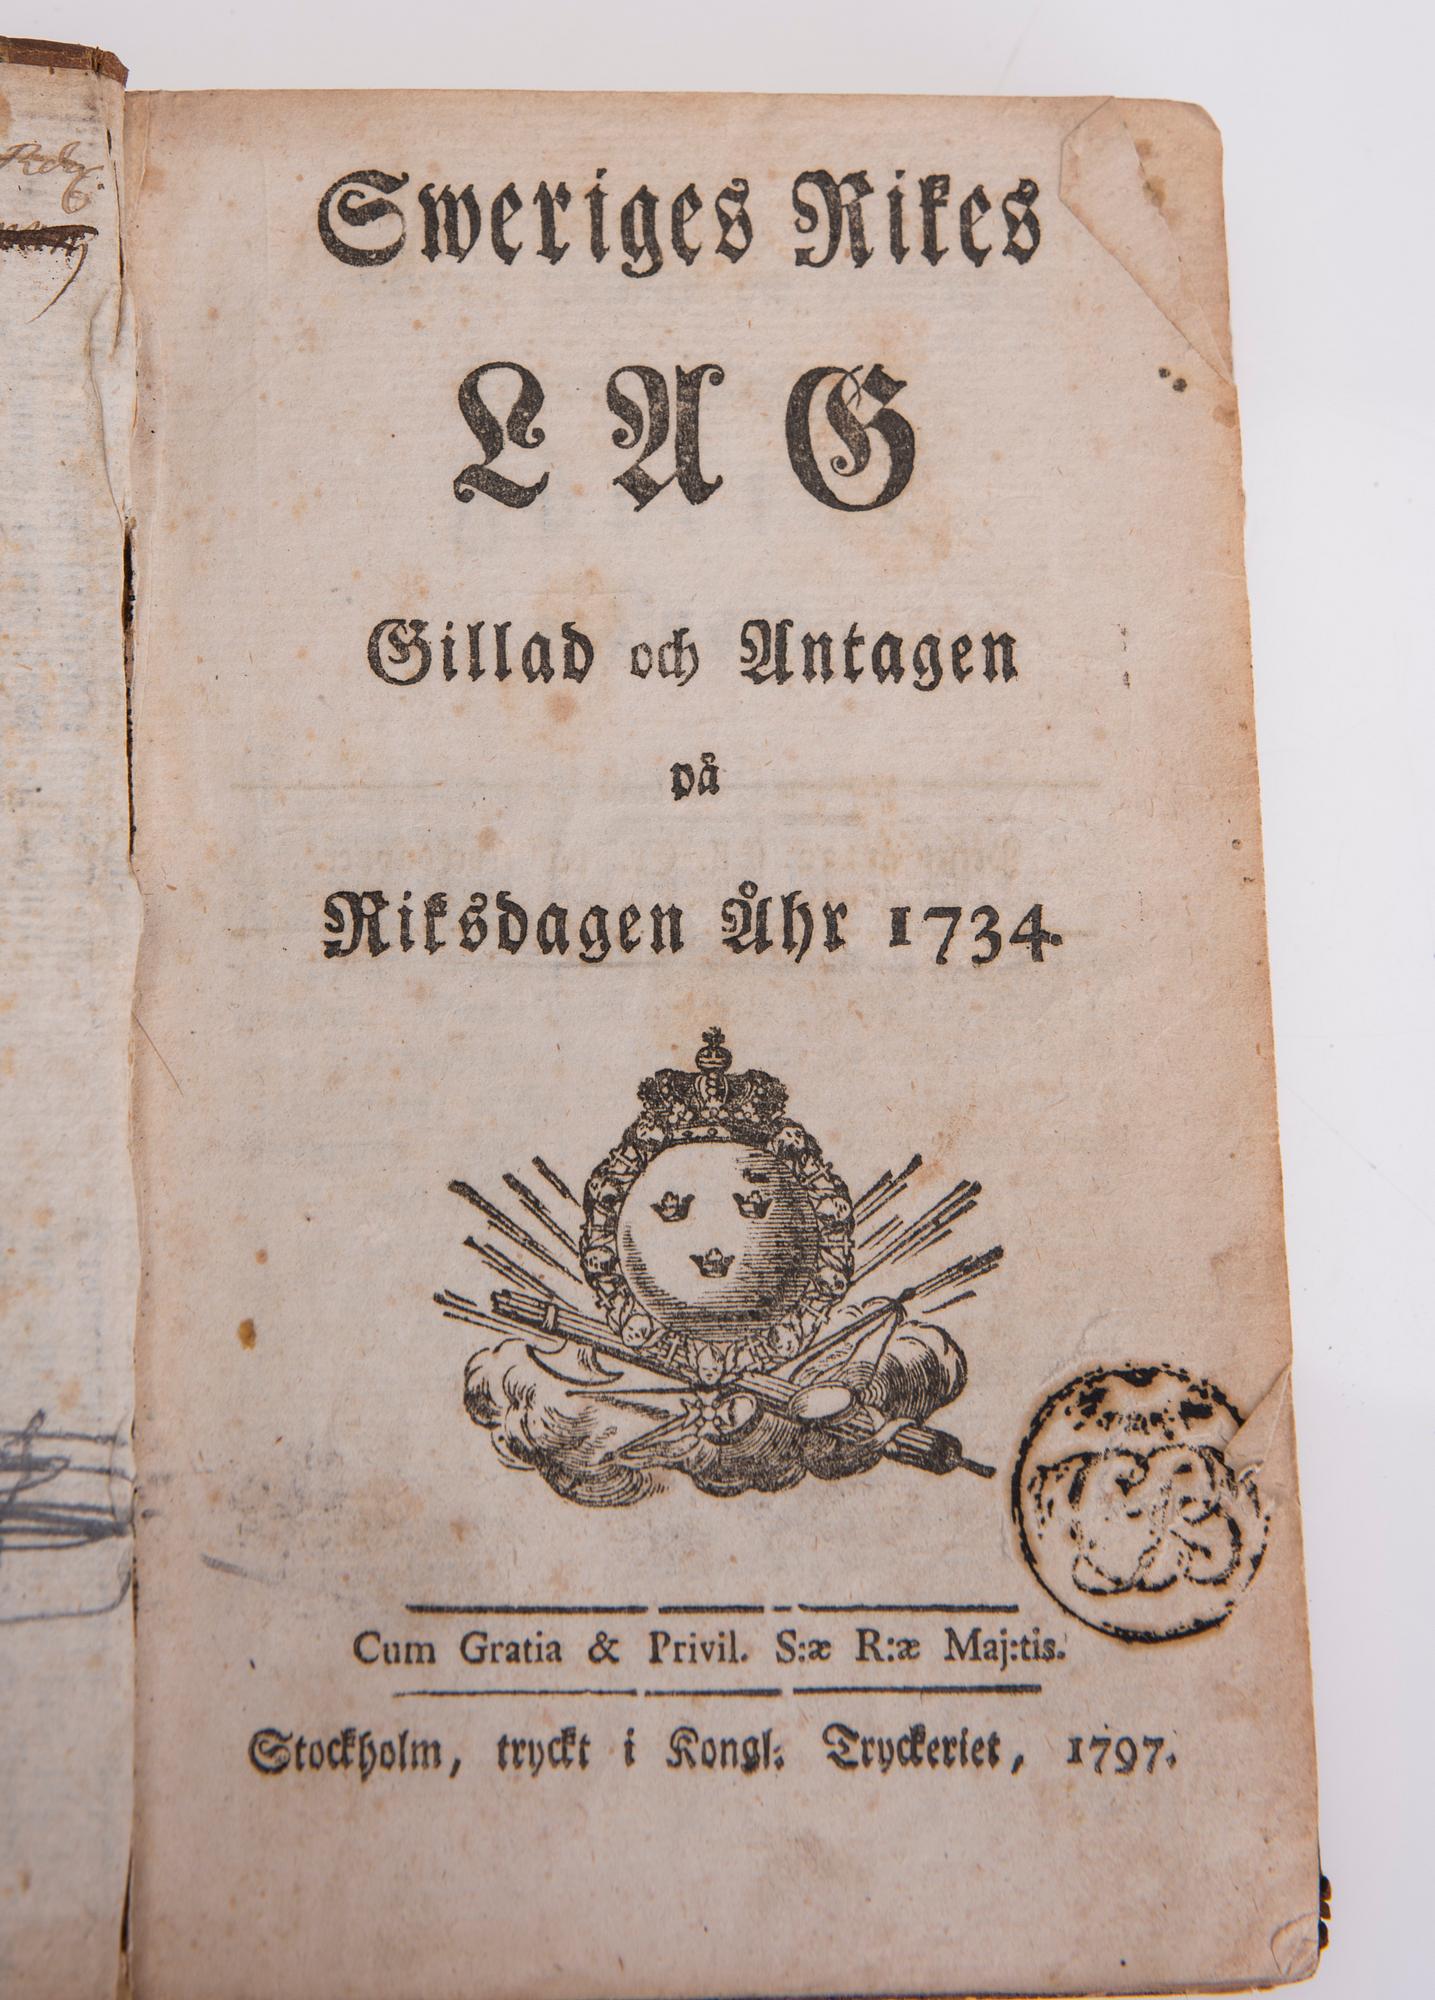 Sweriges Rikes
LAG
Gillad och Antagen
på
Riksdagen Åhr 1734.
Cum Gratia & Privil. S:æ R:æ Maj:tis.
Stockholm, tryckt i Kongl. Tryckeriet, 1797.